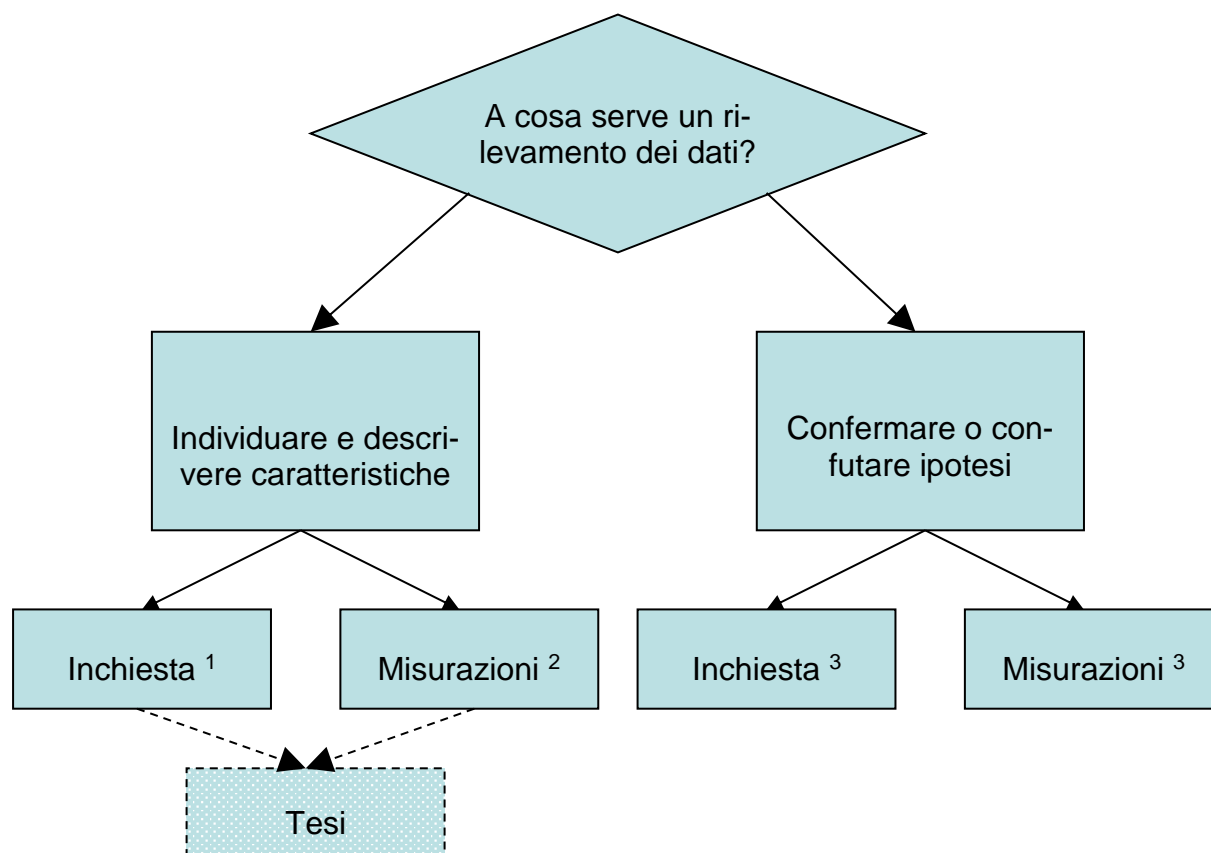 A cosa serve un ri-
levamento dei dati?
Individuare e descri-
vere caratteristiche
Confermare o con-
futare ipotesi
Inchiesta ¹
Misurazioni ²
Inchiesta ³
Misurazioni ³
Tesi